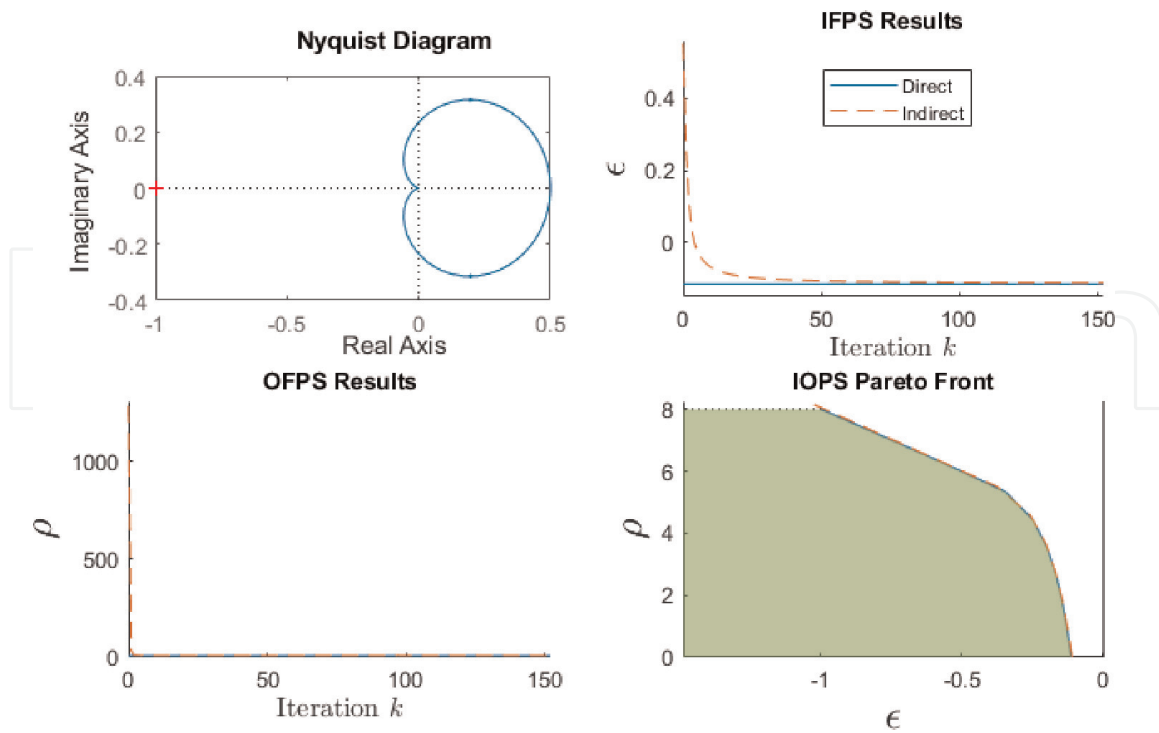 Nyquist Diagram
Imaginary Axis
0.4
0.2
0
-0.2
-0.4
-1
-0.5
0
0.5
Real Axis
IFPS Results
ϵ
0.4
0.2
0
Direct
Indirect
0
50
100
150
Iteration k
OFPS Results
ρ
1000
500
0
0
50
100
150
Iteration k
IOPS Pareto Front
ρ
8
6
4
2
0
-1
-0.5
0
ϵ